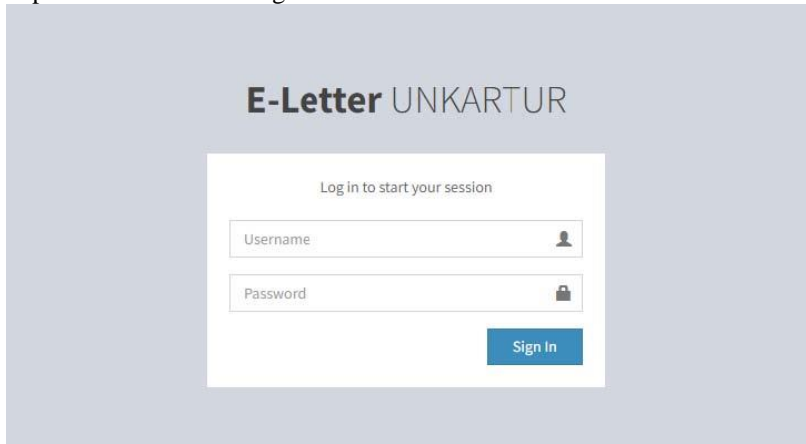 E-Letter UNKARTUR
Log in to start your session
Username
Password
Sign In